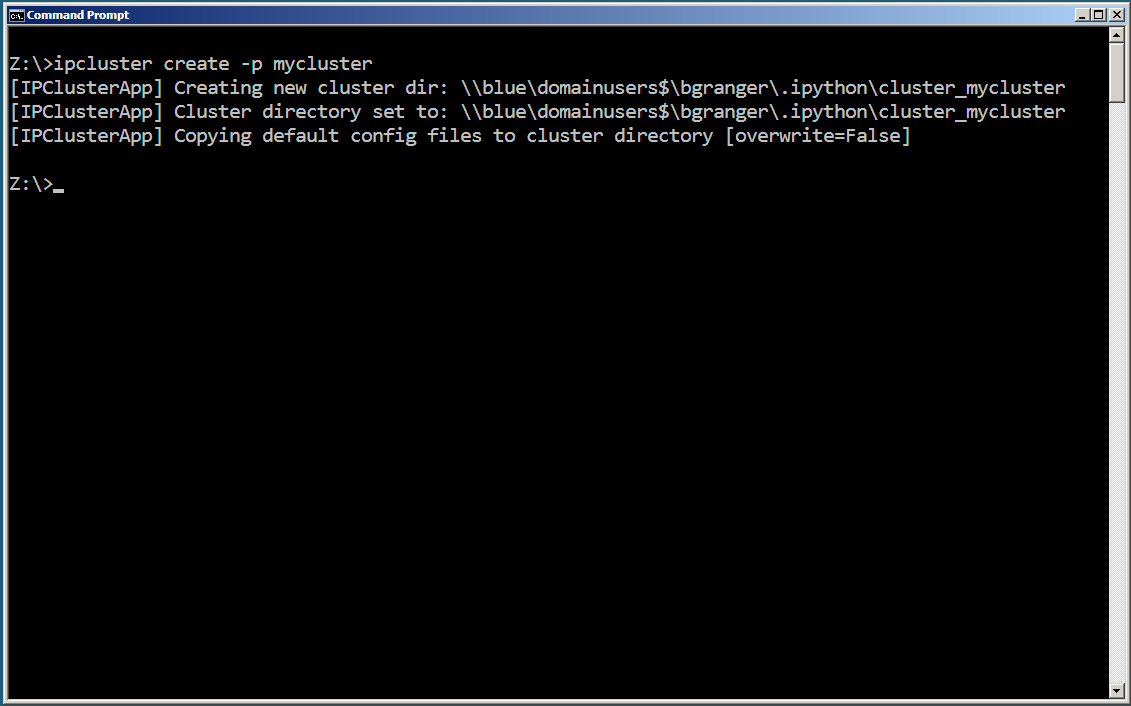 Command Prompt
Z:\>ipcluster create -p mycluster
[IPClusterApp] Creating new cluster dir: \\blue\domainusers$\bgranger\.ipython\cluster_mycluster
[IPClusterApp] Cluster directory set to: \\blue\domainusers$\bgranger\.ipython\cluster_mycluster
[IPClusterApp] Copying default config files to cluster directory [overwrite=False]
Z:\>_